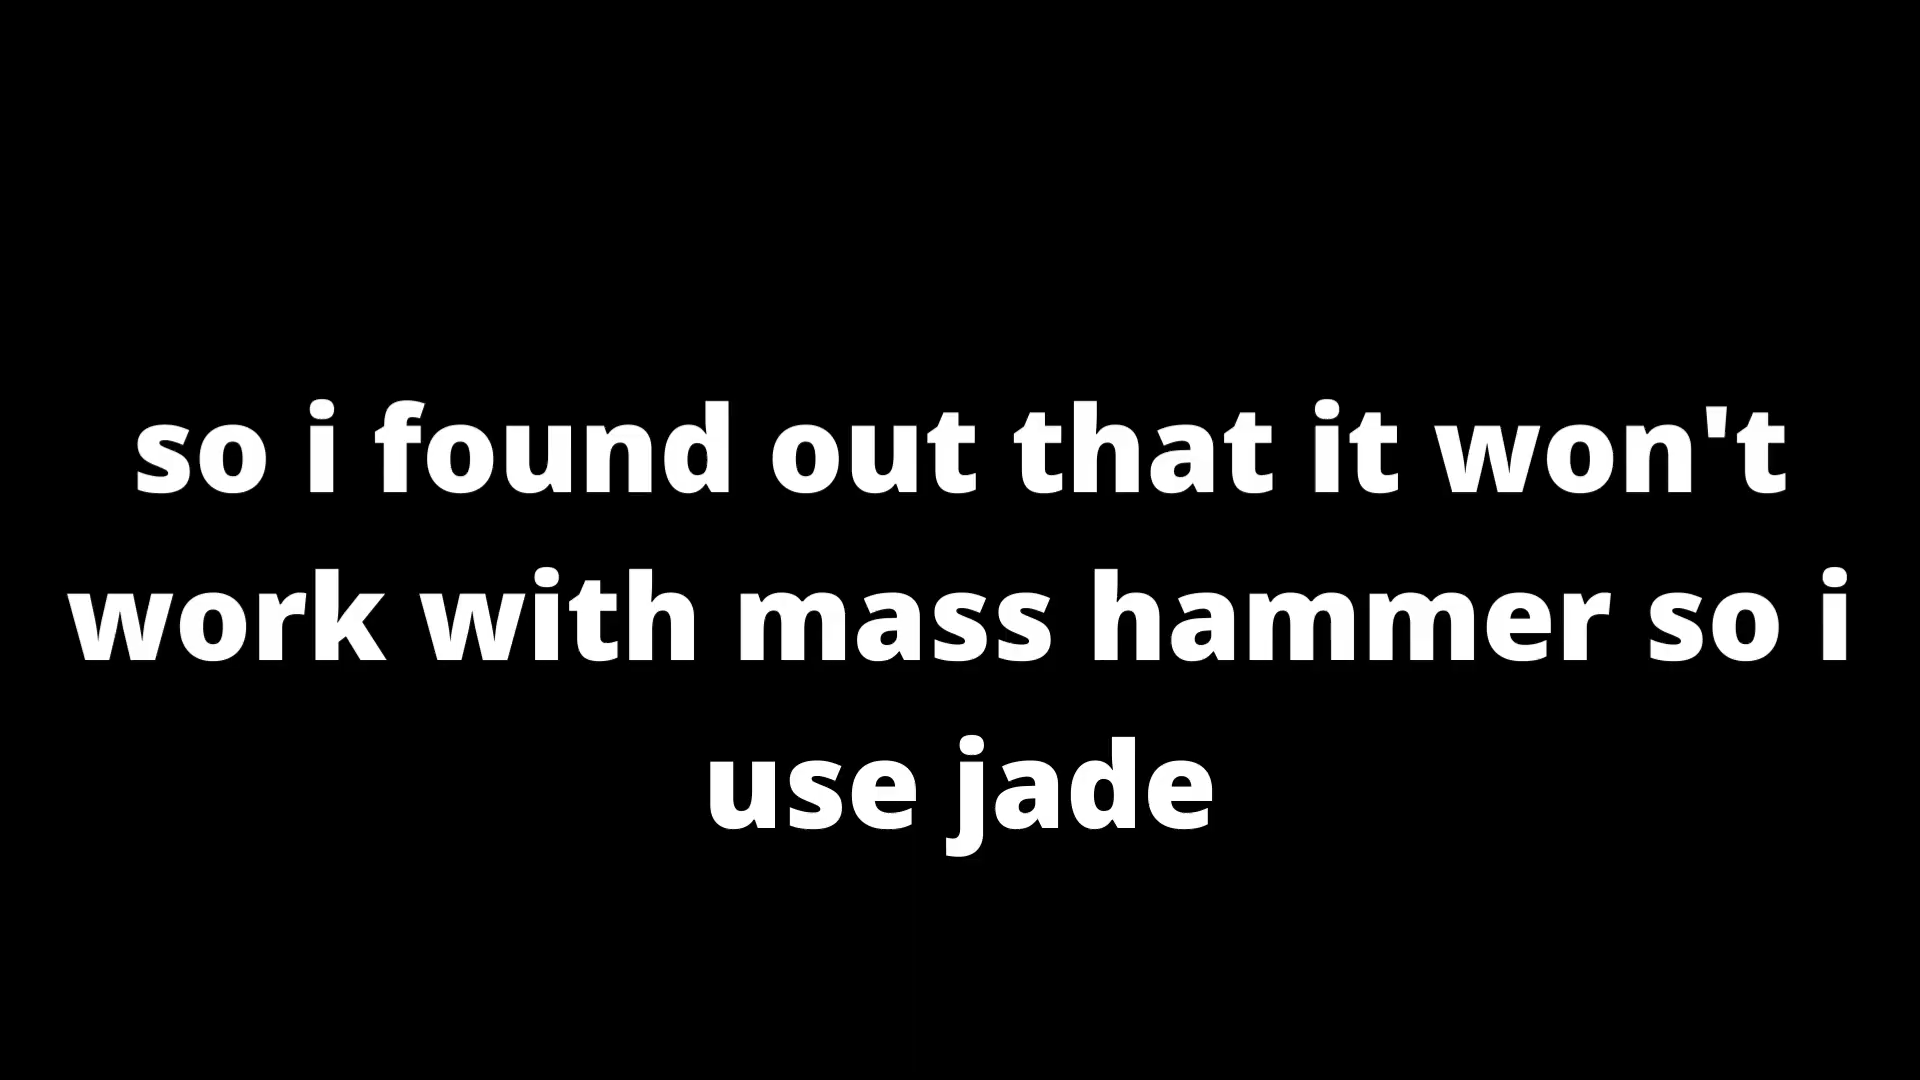 so i found out that it won't
work with mass hammer so i
use jade